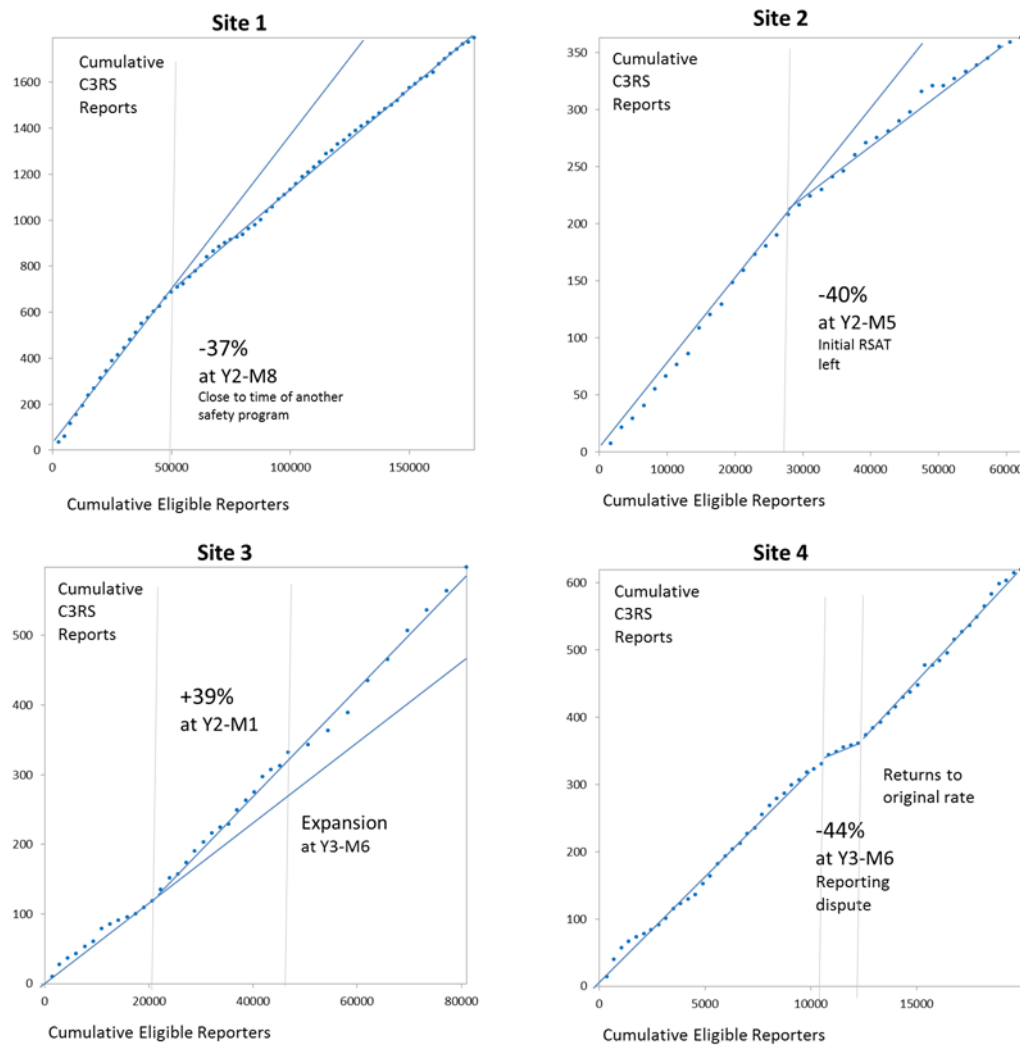 Site 1
Cumulative
C3RS
Reports
1600
1400
1200
1000
800
600
400
200
0
-37%
at Y2-M8
Close to time of another
safety program
0 50000 100000 150000
Cumulative Eligible Reporters
Site 2
Cumulative
C3RS
Reports
350
300
250
200
150
100
50
0
-40%
at Y2-M5
Initial RSAT
left
0 10000 20000 30000 40000 50000 60000
Cumulative Eligible Reporters
Site 3
Cumulative
C3RS
Reports
500
400
300
200
100
0
+39%
at Y2-M1
Expansion
at Y3-M6
0 20000 40000 60000 80000
Cumulative Eligible Reporters
Site 4
Cumulative
C3RS
Reports
600
500
400
300
200
100
0
Returns to
original rate
-44%
at Y3-M6
Reporting
dispute
0 5000 10000 15000
Cumulative Eligible Reporters